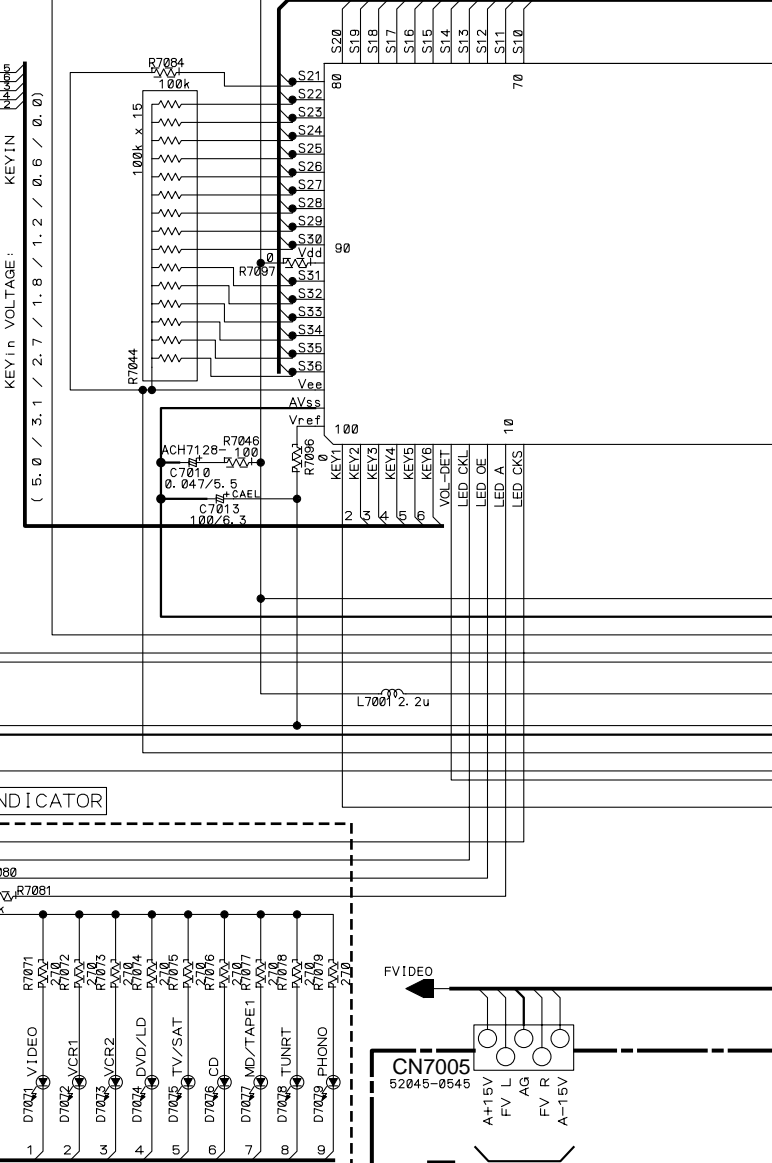 S20
S19
S18
S17
S16
S15
S14
S13
S12
S11
S10
80
70
R7084
100k
100k x 15
R7044
S21
S22
S23
S24
S25
S26
S27
S28
S29
S30
90
Vdd
0
R7097
S31
S32
S33
S34
S35
S36
Vee
AVss
Vref
100
10
KEYIN
KEYin VOLTAGE:
( 5.0 / 3.1 / 2.7 / 1.8 / 1.2 / 0.6 / 0.0)
ACH7128-
R7046
100
C7010
0.047/5.5
+CAEL
C7013
100/6.3
R7096
0
KEY1
KEY2
KEY3
KEY4
KEY5
KEY6
VOL-DET
LED CKL
LED OE
LED A
LED CKS
2
3
4
5
6
L7001 2.2u
NDICATOR
080
R7081
k
R7071
270
R7072
270
R7073
270
R7074
270
R7075
270
R7076
270
R7077
270
R7078
270
R7079
270
VIDEO
VCR1
VCR2
DVD/LD
TV/SAT
CD
MD/TAPE1
TUNRT
PHONO
D7071
D7072
D7073
D7074
D7075
D7076
D7077
D7078
D7079
1
2
3
4
5
6
7
8
9
FVIDEO
CN7005
52045-0545
A+15V
FV L
AG
FV R
A-15V